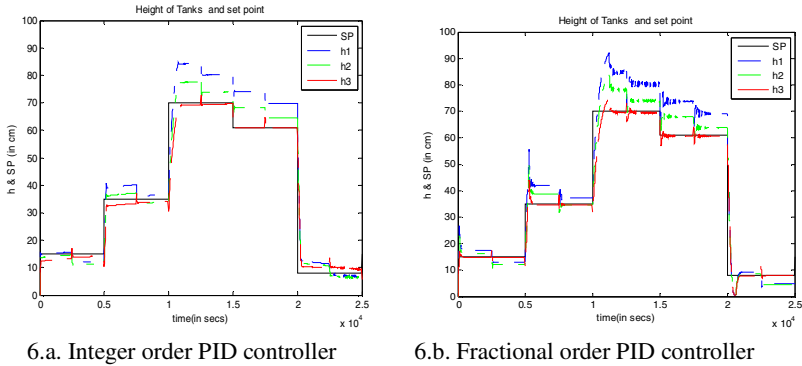 Height of Tanks and set point
h & SP (in cm)
100
90
80
70
60
50
40
30
20
10
0
0
0.5
1
1.5
2
2.5
x 10^4
time(in secs)
SP
h1
h2
h3
6.a. Integer order PID controller
Height of Tanks and set point
h & SP (in cm)
100
90
80
70
60
50
40
30
20
10
0
0
0.5
1
1.5
2
2.5
x 10^4
time(in secs)
SP
h1
h2
h3
6.b. Fractional order PID controller